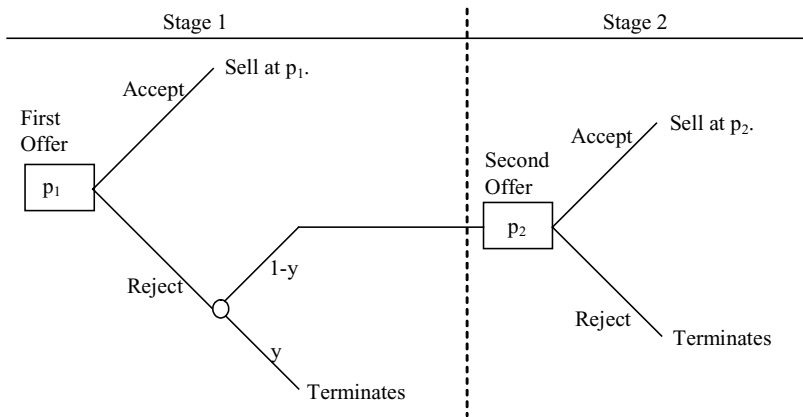 Stage 1
Stage 2
Accept
Sell at p₁.
First
Offer
p₁
Reject
1-y
y
Terminates
Second
Offer
p₂
Accept
Sell at p₂.
Reject
Terminates